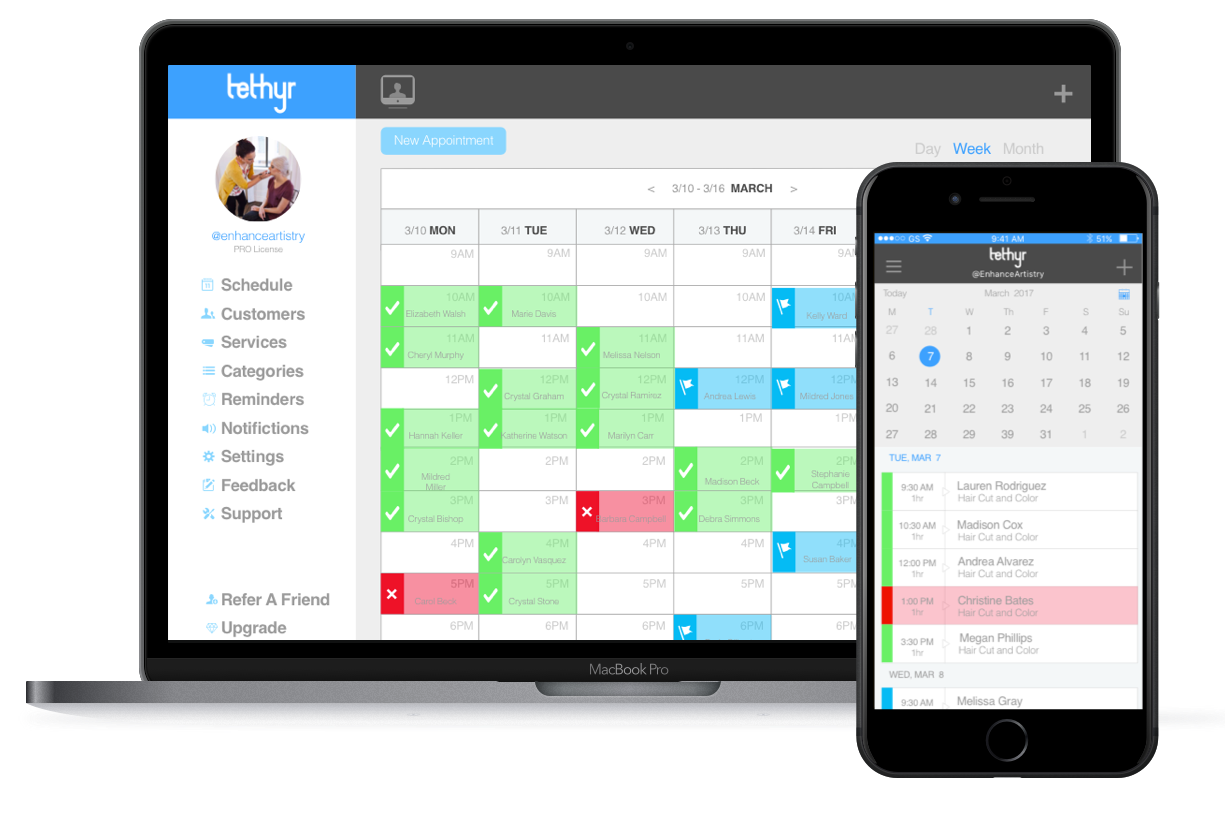 tethyr
New Appointment
Day Week Month
@enhanceartistry
PRO License
Schedule
Customers
Services
Categories
Reminders
Notifictions
Settings
Feedback
Support
Refer A Friend
Upgrade
< 3/10 - 3/16 MARCH >
3/10 MON 3/11 TUE 3/12 WED 3/13 THU 3/14 FRI
9AM 9AM 9AM 9AM 9AM
10AM 10AM 10AM 10AM 10AM
Elizabeth Walsh Marie Davis Kelly Ward
11AM 11AM 11AM 11AM 11AM
Cheryl Murphy Melissa Nelson
12PM 12PM 12PM 12PM 12PM
Crystal Graham Crystal Ramirez Andrea Lewis Mildred Jones
1PM 1PM 1PM 1PM 1PM
Hannah Keller Katherine Watson Marilyn Carr
2PM 2PM 2PM 2PM 2PM
Mildred Miller Madison Beck Stephanie Campbell
3PM 3PM 3PM 3PM 3PM
Crystal Bishop Barbara Campbell Debra Simmons
4PM 4PM 4PM 4PM 4PM
Carolyn Vasquez Susan Baker
5PM 5PM 5PM 5PM 5PM
Carol Beck Crystal Stone
6PM 6PM 6PM 6PM 6PM
MacBook Pro
GS 9:41 AM 51%
tethyr
@EnhanceArtistry
Today March 2017
M T W Th F S Su
27 28 1 2 3 4 5
6 7 8 9 10 11 12
13 14 15 16 17 18 19
20 21 22 23 24 25 26
27 28 29 39 31 1 2
TUE, MAR 7
9:30 AM Lauren Rodriguez
1hr Hair Cut and Color
10:30 AM Madison Cox
1hr Hair Cut and Color
12:00 PM Andrea Alvarez
1hr Hair Cut and Color
1:00 PM Christine Bates
1hr Hair Cut and Color
3:30 PM Megan Phillips
1hr Hair Cut and Color
WED, MAR 8
9:30 AM Melissa Gray